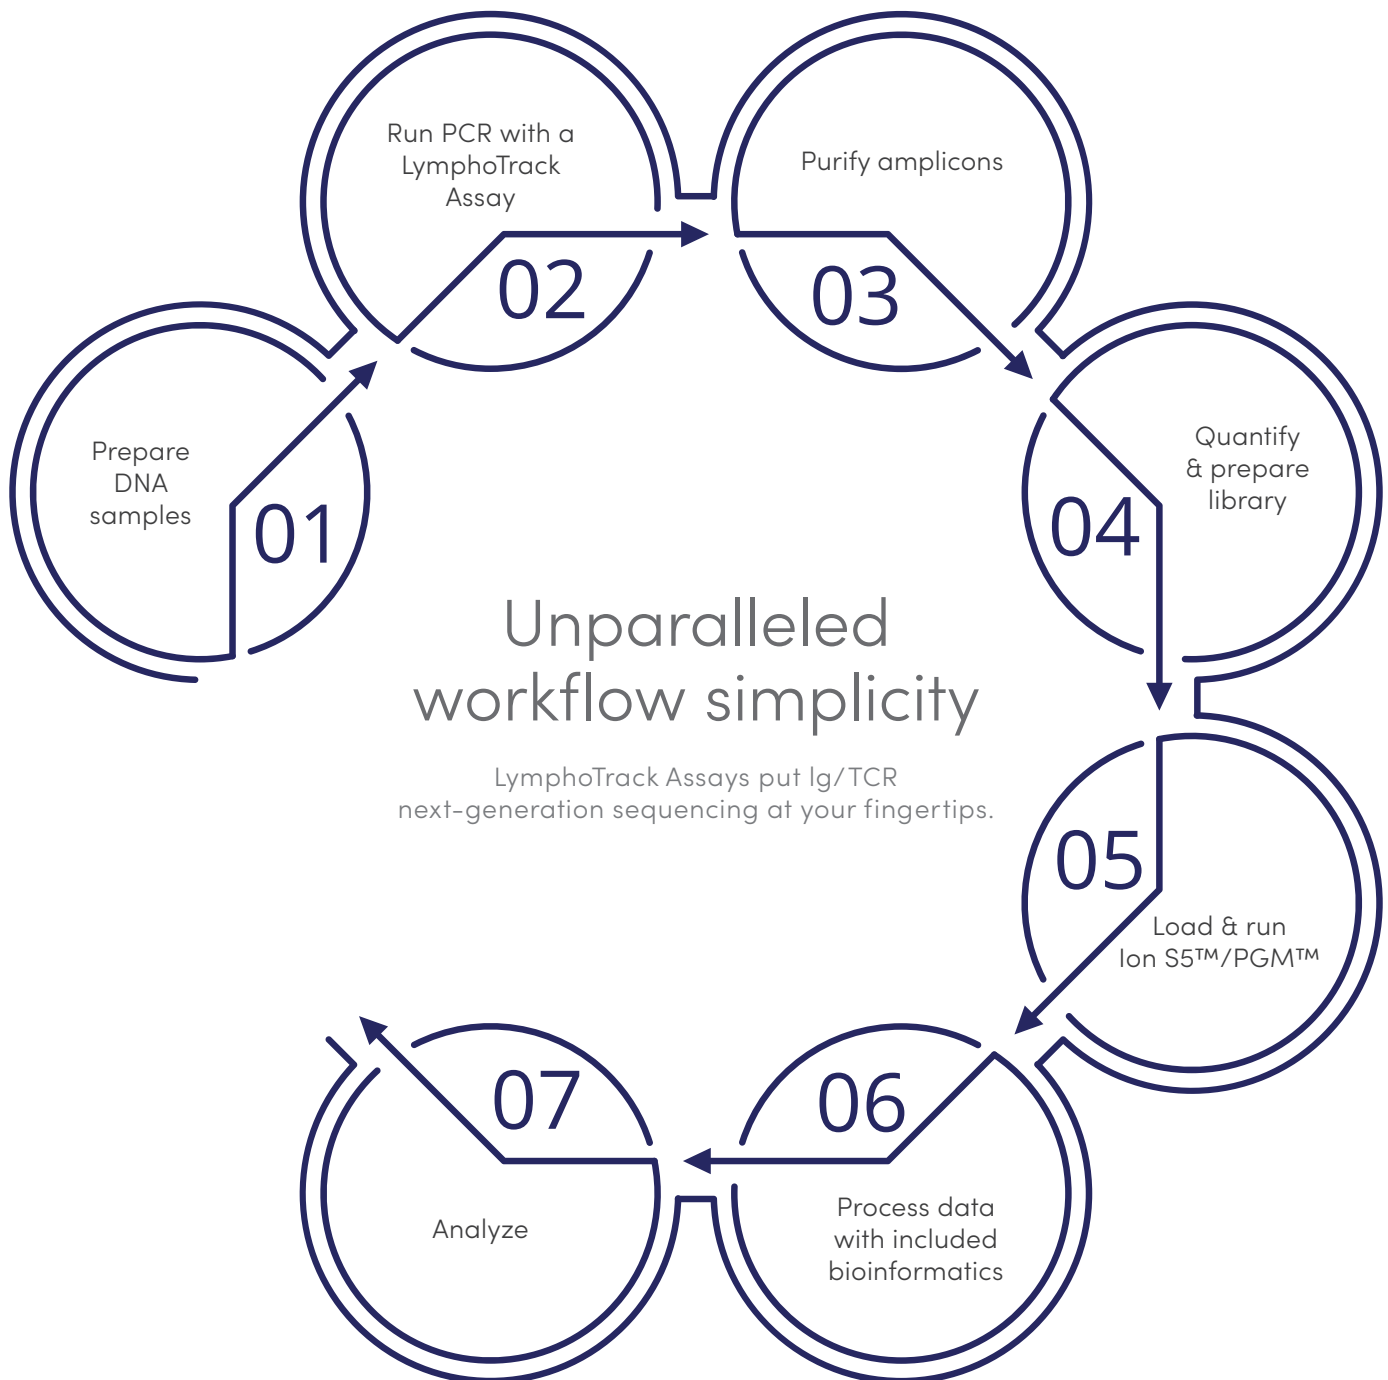 Prepare
DNA
samples
01
Run PCR with a
LymphoTrack
Assay
02
Purify amplicons
03
Quantify
& prepare
library
04
Unparalleled
workflow simplicity
LymphoTrack Assays put Ig/TCR
next-generation sequencing at your fingertips.
05
Load & run
Ion S5™/PGM™
06
Process data
with included
bioinformatics
07
Analyze